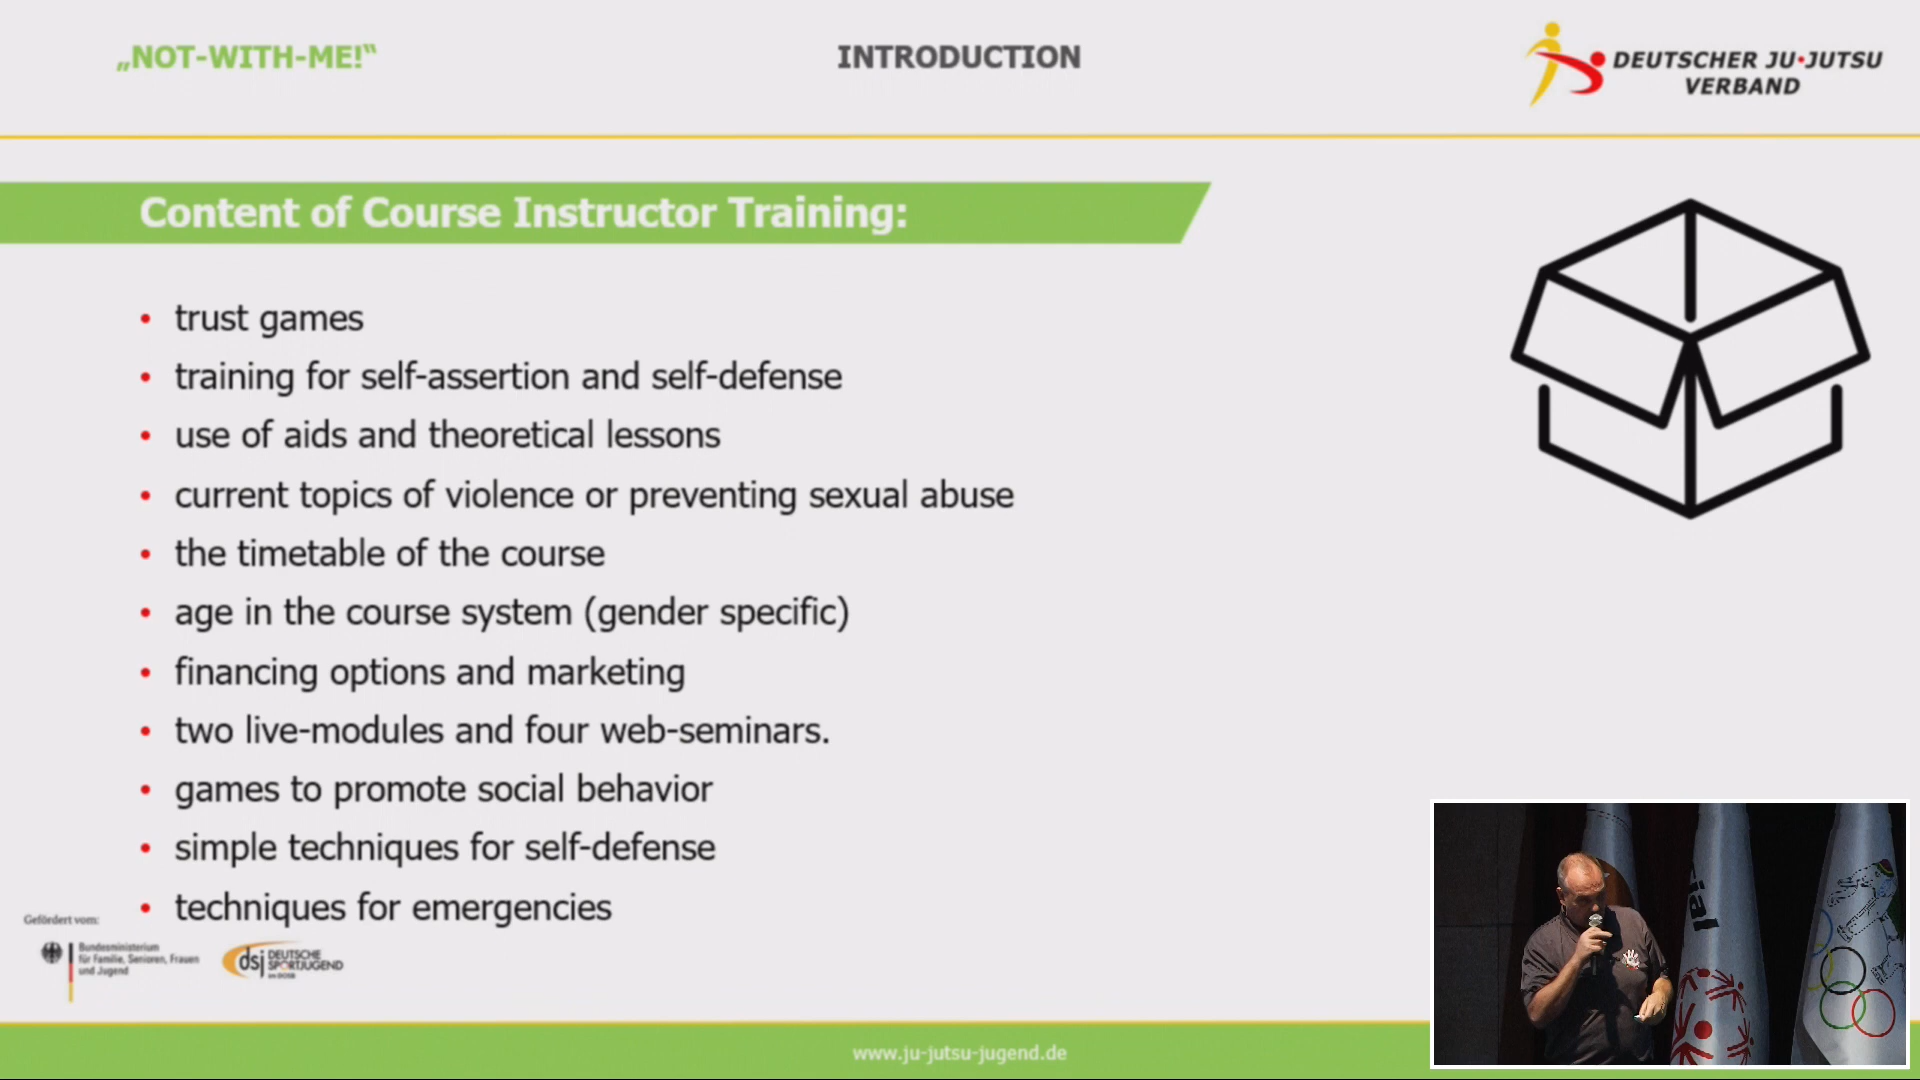 „NOT-WITH-ME!“
INTRODUCTION
DEUTSCHER JU•JUTSU
VERBAND
Content of Course Instructor Training:
• trust games
• training for self-assertion and self-defense
• use of aids and theoretical lessons
• current topics of violence or preventing sexual abuse
• the timetable of the course
• age in the course system (gender specific)
• financing options and marketing
• two live-modules and four web-seminars.
• games to promote social behavior
• simple techniques for self-defense
• techniques for emergencies
Gefördert vom:
Bundesministerium
für Familie, Senioren, Frauen
und Jugend
dsj DEUTSCHE
SPORTJUGEND
im DOSB
www.ju-jutsu-jugend.de